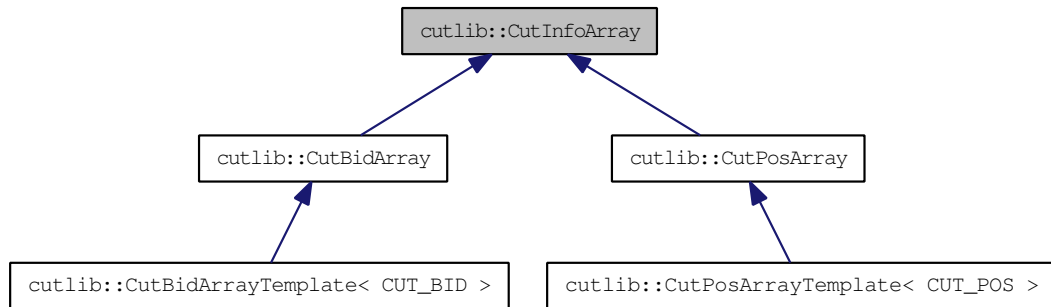 cutlib::CutInfoArray
cutlib::CutBidArray
cutlib::CutPosArray
cutlib::CutBidArrayTemplate< CUT_BID >
cutlib::CutPosArrayTemplate< CUT_POS >